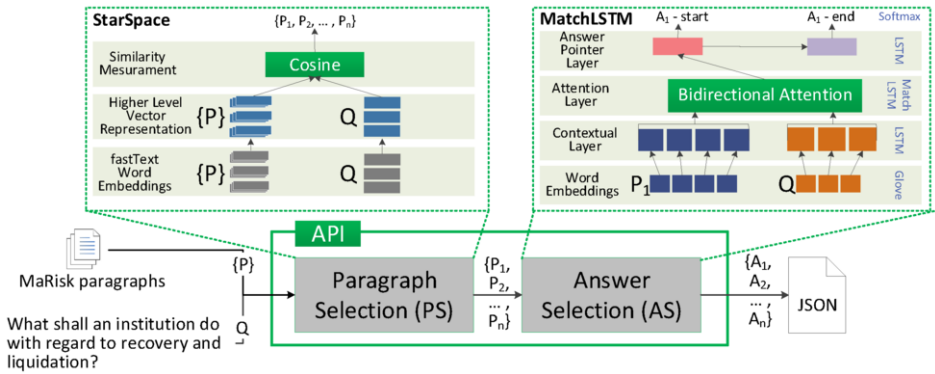 StarSpace
{P₁, P₂, ... , Pₙ}
Similarity
Mesurament
Cosine
Higher Level
Vector
Representation
{P}
Q
fastText
Word
Embeddings
{P}
Q
MatchLSTM
A₁ - start
A₁ - end
Softmax
Answer
Pointer
Layer
LSTM
Attention
Layer
Bidirectional Attention
Match
LSTM
Contextual
Layer
LSTM
Word
Embeddings
P₁
Q
Glove
API
MaRisk paragraphs
{P}
Q
What shall an institution do
with regard to recovery and
liquidation?
Paragraph
Selection (PS)
{P₁,
P₂,
... ,
Pₙ}
Answer
Selection (AS)
{A₁,
A₂,
... ,
Aₙ}
JSON